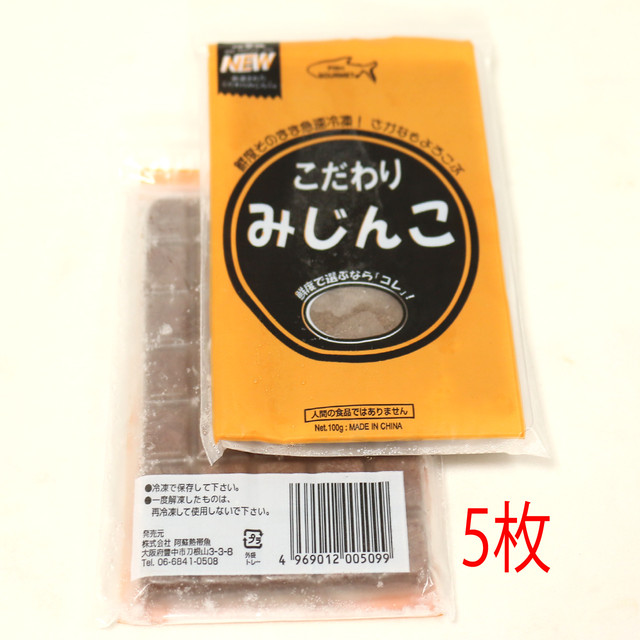 NEW
FISH
GOURMET
鮮度そのまま急速冷凍！ さかなもよろこぶ
こだわり
みじんこ
鮮度で選ぶなら「コレ」！
人間の食品ではありません
Net.100g : MADE IN CHINA
●冷凍で保存して下さい。
●一度解凍したものは、
再冷凍して使用しないで下さい。
発売元
株式会社 阿蘇熱帯魚
大阪府豊中市刀根山3-3-8
Tel. 06-6841-0508
プラ
外袋
トレー
4 969012 005099
5枚